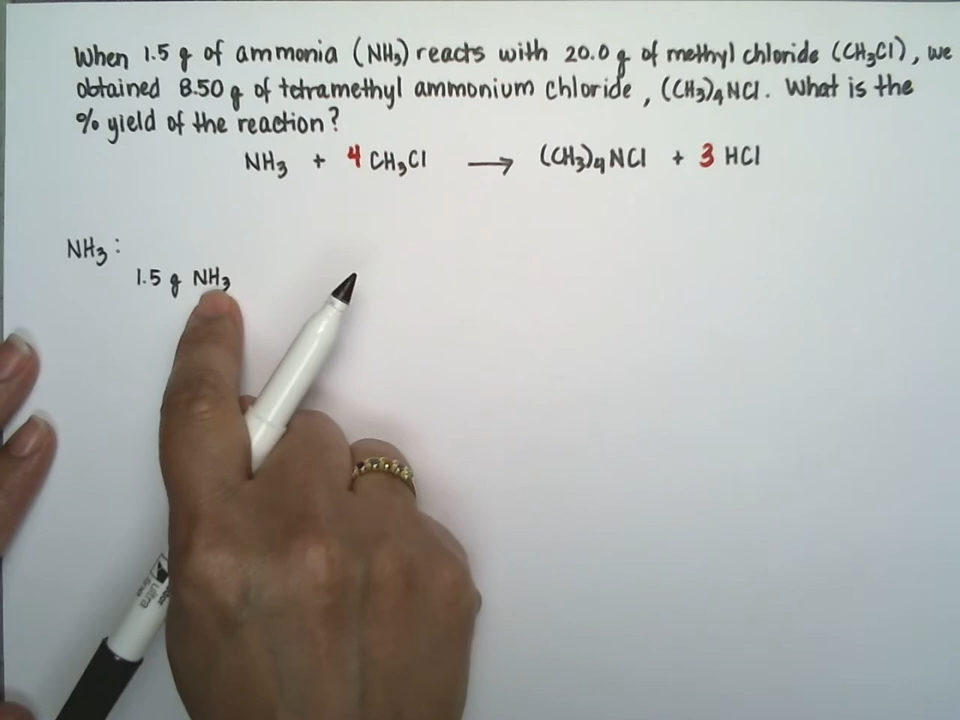 When 1.5 g of ammonia (NH3) reacts with 20.0 g of methyl chloride (CH3Cl), we
obtained 8.50 g of tetramethyl ammonium chloride, (CH3)4NCl. What is the
% yield of the reaction?
NH3 + 4 CH3Cl → (CH3)4NCl + 3 HCl
NH3:
1.5 g NH3
Ultra